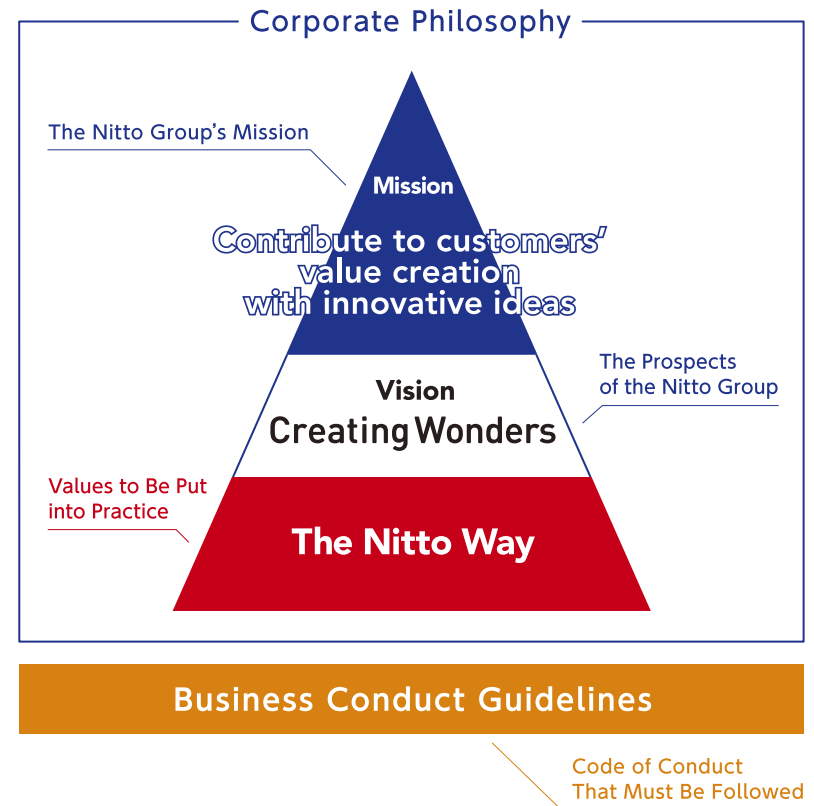 Corporate Philosophy
The Nitto Group’s Mission
Mission
Contribute to customers’
value creation
with innovative ideas
The Prospects
of the Nitto Group
Vision
Creating Wonders
Values to Be Put
into Practice
The Nitto Way
Business Conduct Guidelines
Code of Conduct
That Must Be Followed